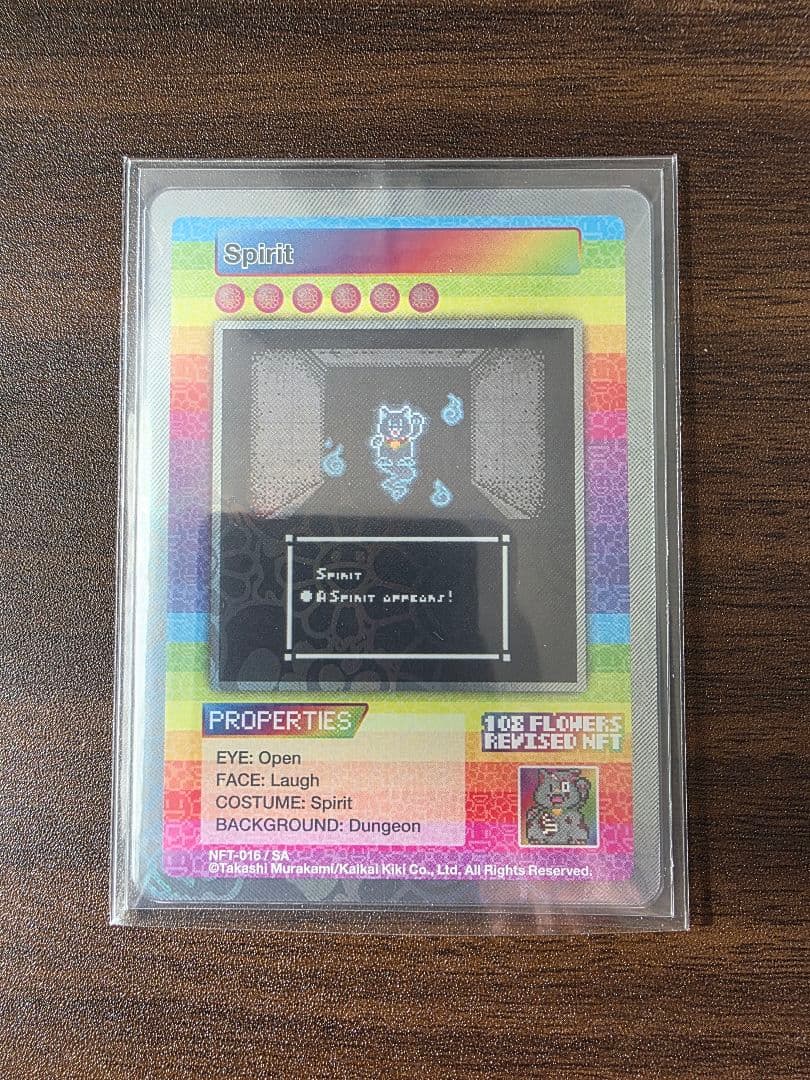 Spirit
Spirit
A Spirit appears!
PROPERTIES
108 FLOWERS
REVISED NFT
EYE: Open
FACE: Laugh
COSTUME: Spirit
BACKGROUND: Dungeon
NFT-016 / SA
©Takashi Murakami/Kaikai Kiki Co., Ltd. All Rights Reserved.